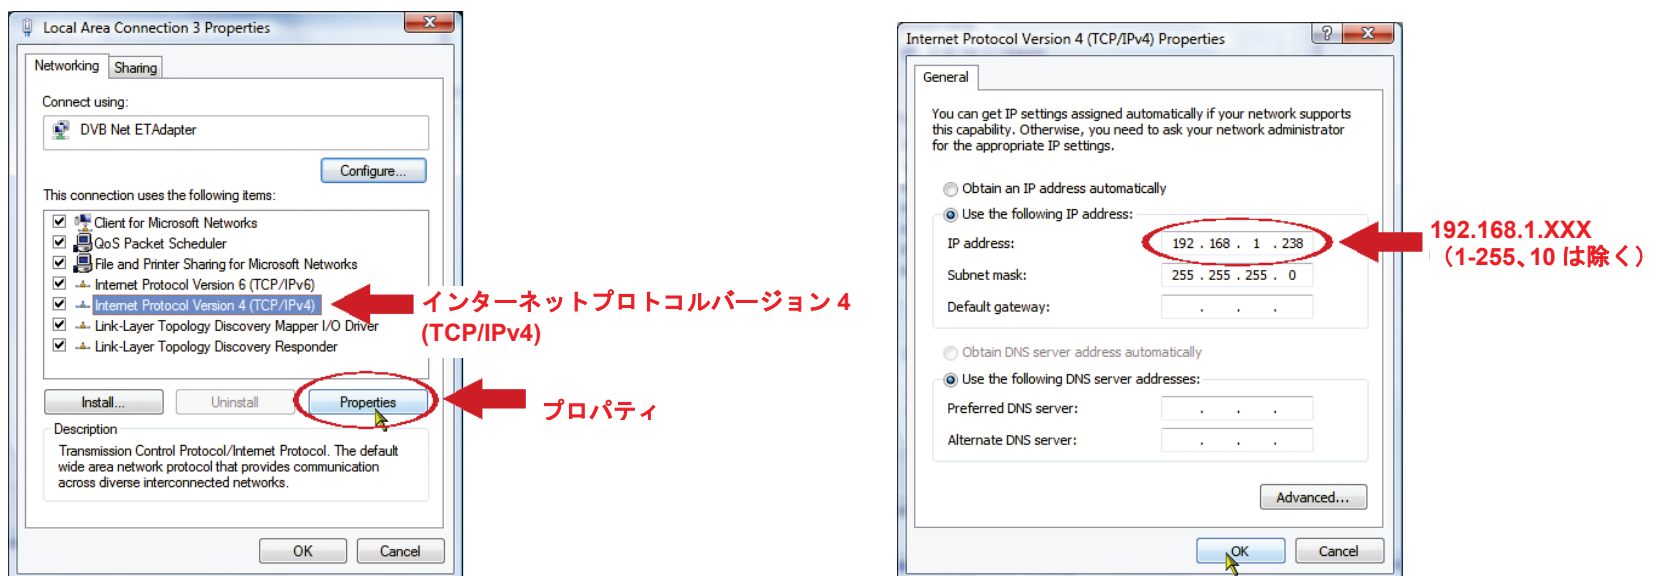 Local Area Connection 3 Properties
Networking
Sharing
Connect using:
DVB Net ETAdapter
Configure...
This connection uses the following items:
Client for Microsoft Networks
QoS Packet Scheduler
File and Printer Sharing for Microsoft Networks
Internet Protocol Version 6 (TCP/IPv6)
Internet Protocol Version 4 (TCP/IPv4)
Link-Layer Topology Discovery Mapper I/O Driver
Link-Layer Topology Discovery Responder
インターネットプロトコルバージョン 4
(TCP/IPv4)
Install...
Uninstall
Properties
プロパティ
Description
Transmission Control Protocol/Internet Protocol. The default
wide area network protocol that provides communication
across diverse interconnected networks.
OK
Cancel
Internet Protocol Version 4 (TCP/IPv4) Properties
General
You can get IP settings assigned automatically if your network supports
this capability. Otherwise, you need to ask your network administrator
for the appropriate IP settings.
Obtain an IP address automatically
Use the following IP address:
IP address:
192 . 168 . 1 . 238
192.168.1.XXX
（1-255、10 は除く）
Subnet mask:
255 . 255 . 255 . 0
Default gateway:
. . .
Obtain DNS server address automatically
Use the following DNS server addresses:
Preferred DNS server:
. . .
Alternate DNS server:
. . .
Advanced...
OK
Cancel